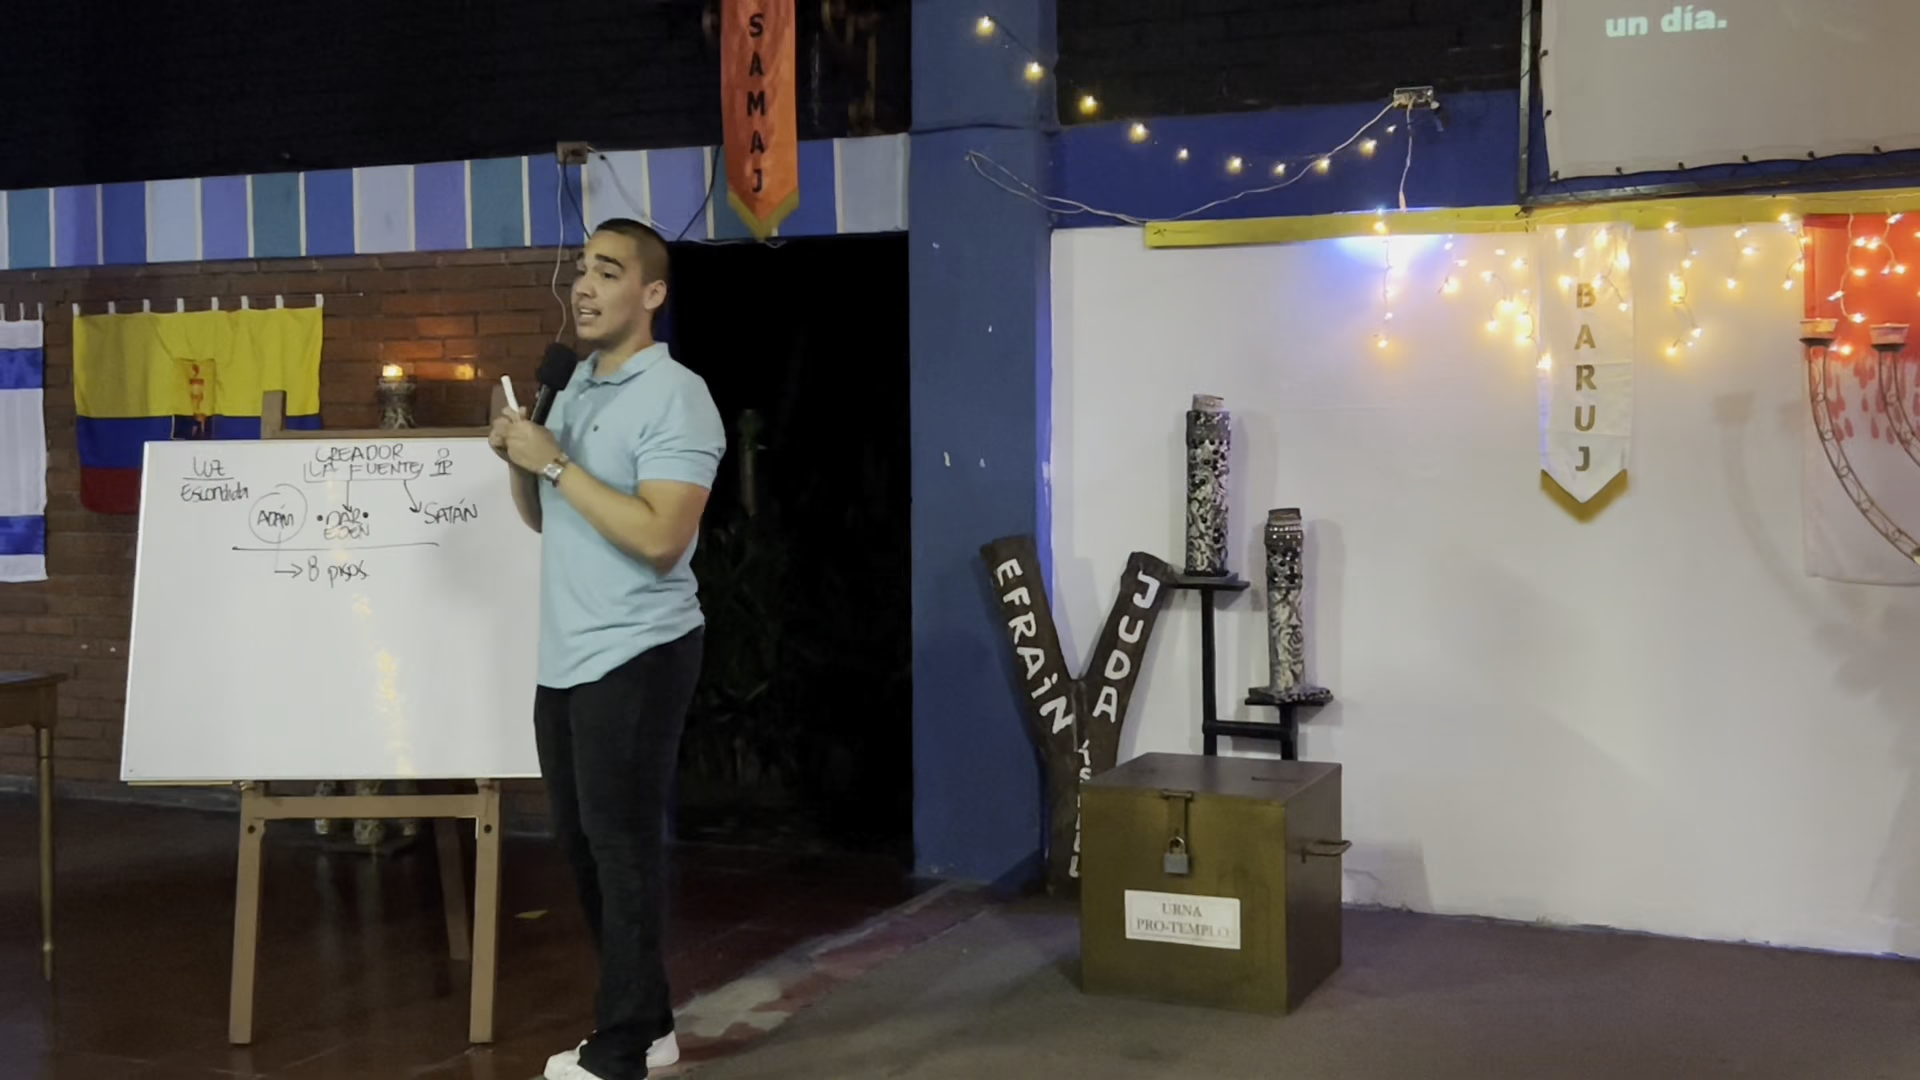 SAMAJ
un día.
BARUJ
LUZ
Escondida
CREADOR
LA FUENTE
ADÁM
•DAR•
EDEN
SATÁN
8 pisos
EFRAIN
JUDA
URNA
PRO-TEMPLO